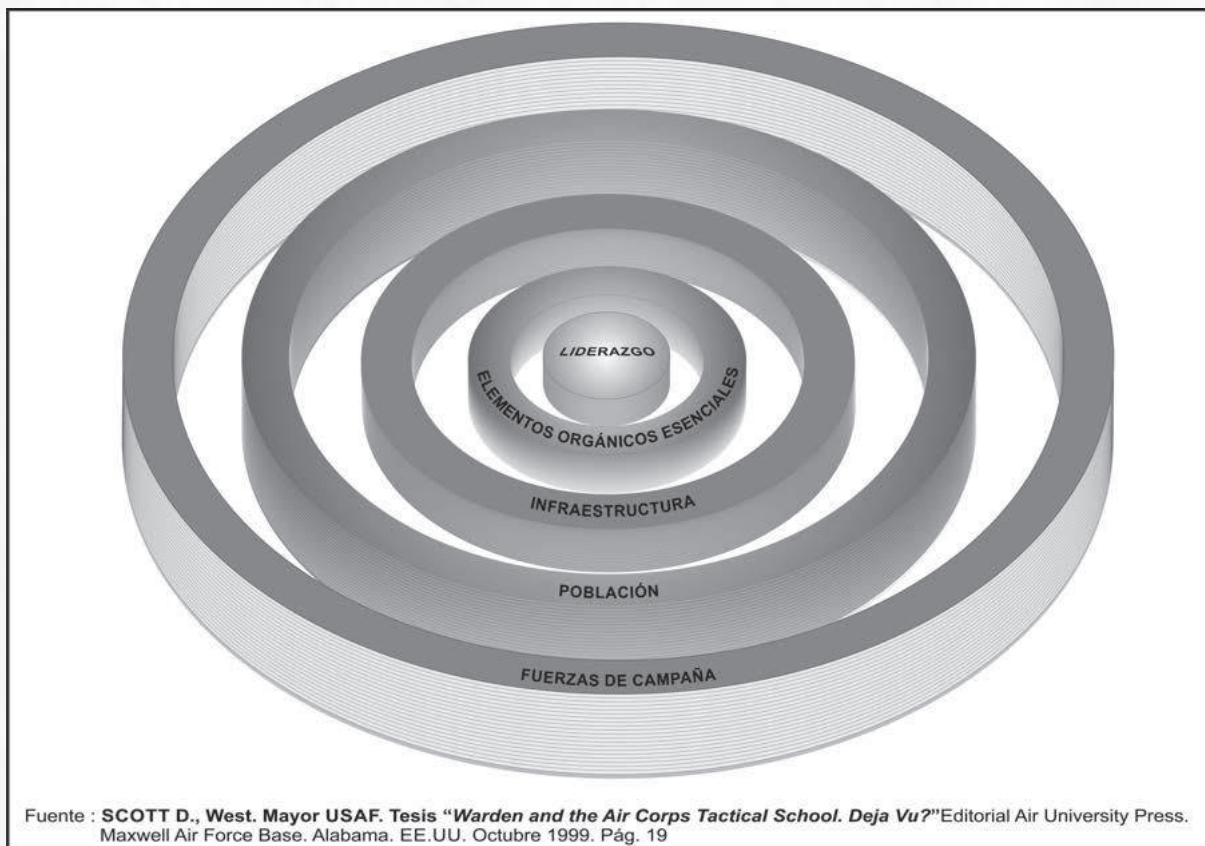 LIDERAZGO
ELEMENTOS ORGÁNICOS ESENCIALES
INFRAESTRUCTURA
POBLACIÓN
FUERZAS DE CAMPAÑA
Fuente : SCOTT D., West. Mayor USAF. Tesis “Warden and the Air Corps Tactical School. Deja Vu?”Editorial Air University Press.
Maxwell Air Force Base. Alabama. EE.UU. Octubre 1999. Pág. 19